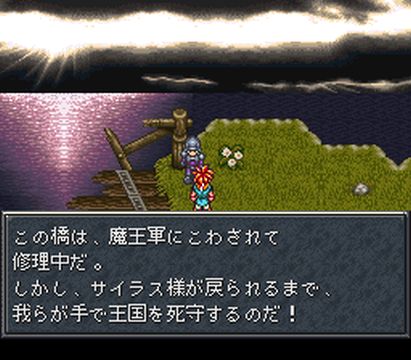 この橋は、魔王軍にこわされて
修理中だ。
しかし、サイラス様が戻られるまで、
我らが手で王国を死守するのだ！